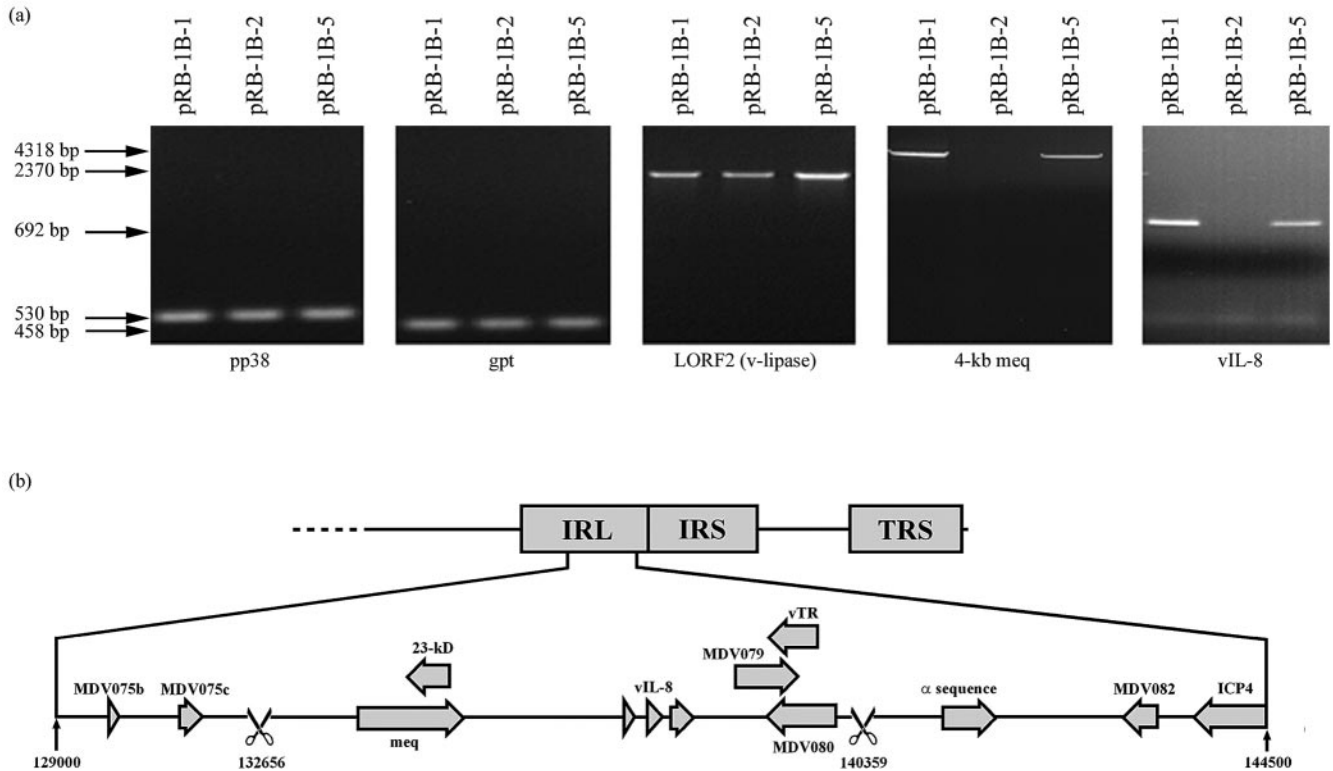 (a)
pRB-1B-1
pRB-1B-2
pRB-1B-5
pRB-1B-1
pRB-1B-2
pRB-1B-5
pRB-1B-1
pRB-1B-2
pRB-1B-5
pRB-1B-1
pRB-1B-2
pRB-1B-5
pRB-1B-1
pRB-1B-2
pRB-1B-5
4318 bp
2370 bp
692 bp
530 bp
458 bp
pp38
gpt
LORF2 (v-lipase)
4-kb meq
vIL-8
(b)
IRL
IRS
TRS
vTR
23-kD
MDV079
MDV075b
MDV075c
vIL-8
α sequence
MDV082
ICP4
meq
MDV080
129000
132656
140359
144500